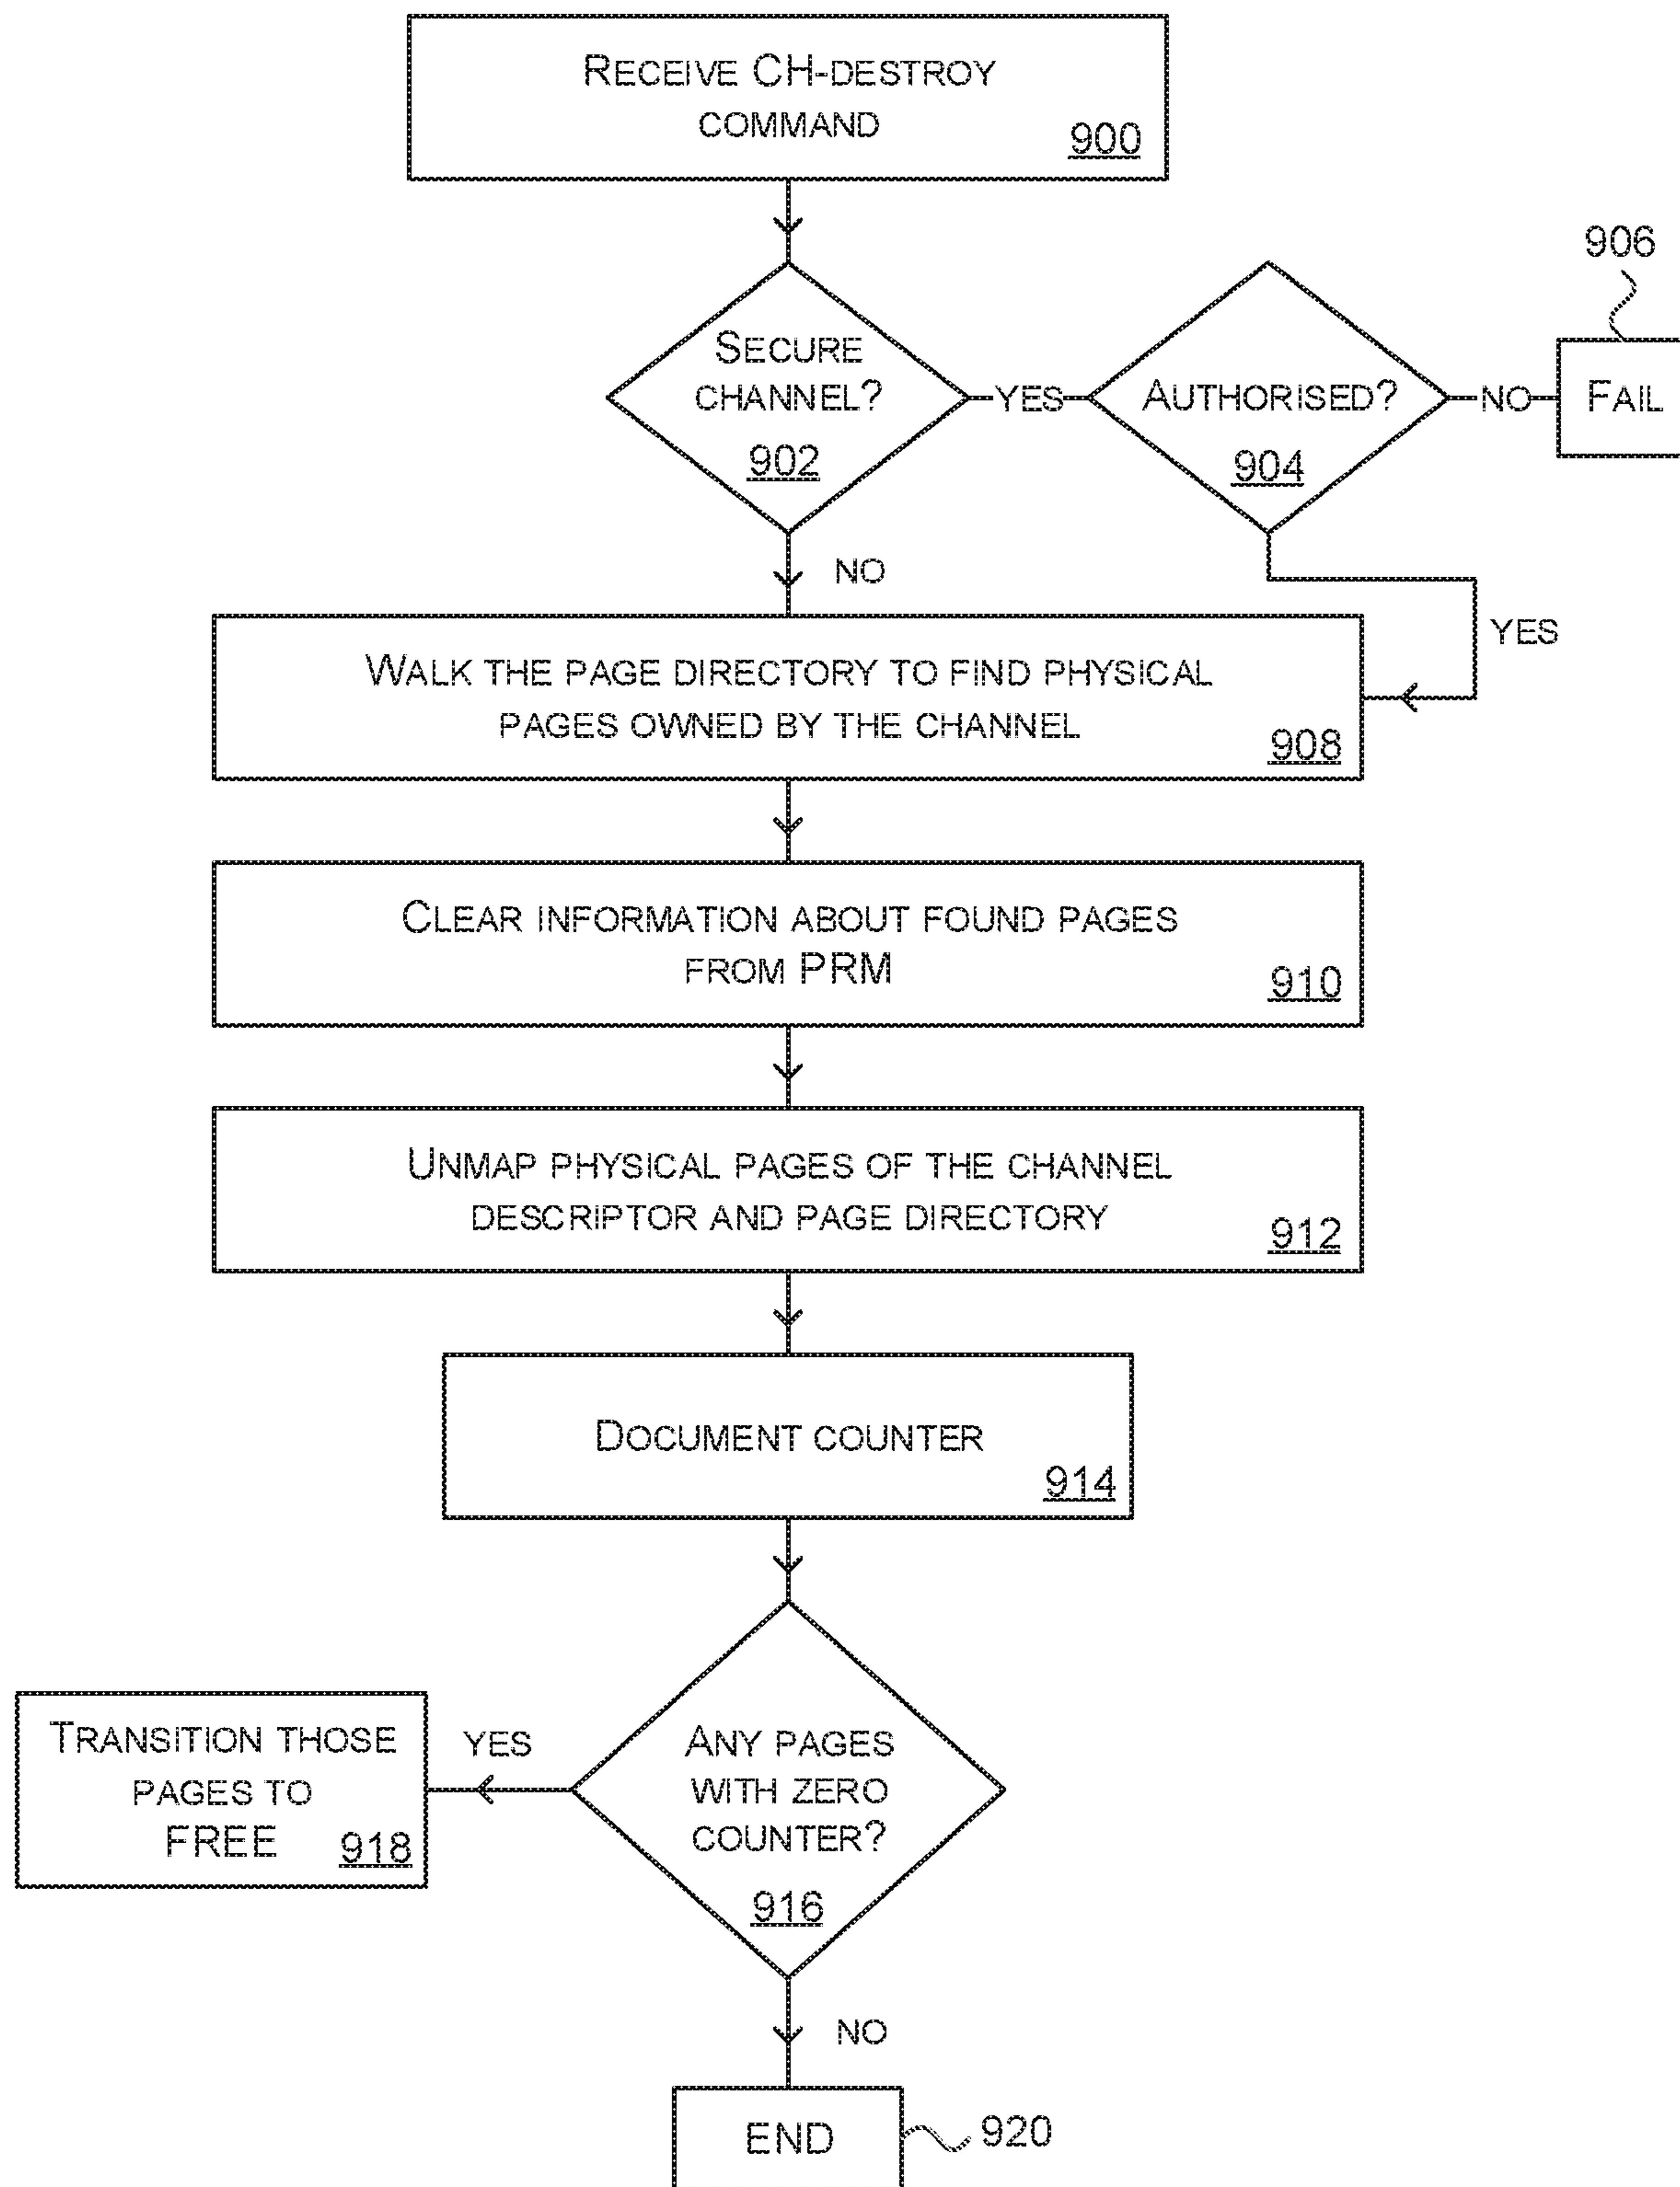 RECEIVE CH-DESTROY
COMMAND
900
906
SECURE
CHANNEL?
902
YES
AUTHORISED?
904
NO
FAIL
NO
YES
WALK THE PAGE DIRECTORY TO FIND PHYSICAL
PAGES OWNED BY THE CHANNEL
908
CLEAR INFORMATION ABOUT FOUND PAGES
FROM PRM
910
UNMAP PHYSICAL PAGES OF THE CHANNEL
DESCRIPTOR AND PAGE DIRECTORY
912
DOCUMENT COUNTER
914
TRANSITION THOSE
PAGES TO
FREE
918
YES
ANY PAGES
WITH ZERO
COUNTER?
916
NO
END
920